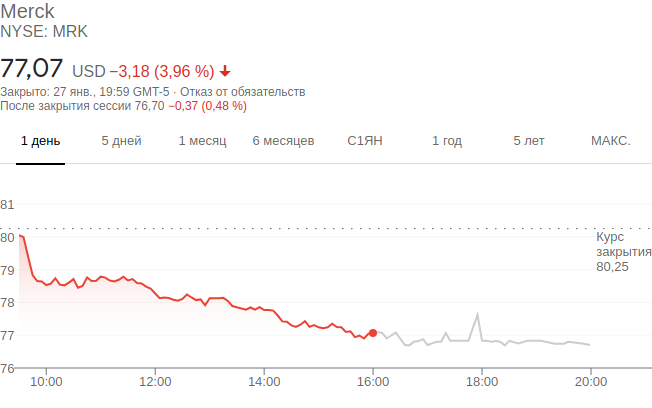 Merck
NYSE: MRK
77,07 USD −3,18 (3,96 %)
Закрыто: 27 янв., 19:59 GMT-5 · Отказ от обязательств
После закрытия сессии 76,70 −0,37 (0,48 %)
1 день 5 дней 1 месяц 6 месяцев С1ЯН 1 год 5 лет МАКС.
81
80
79
78
77
76
Курс
закрытия
80,25
10:00 12:00 14:00 16:00 18:00 20:00